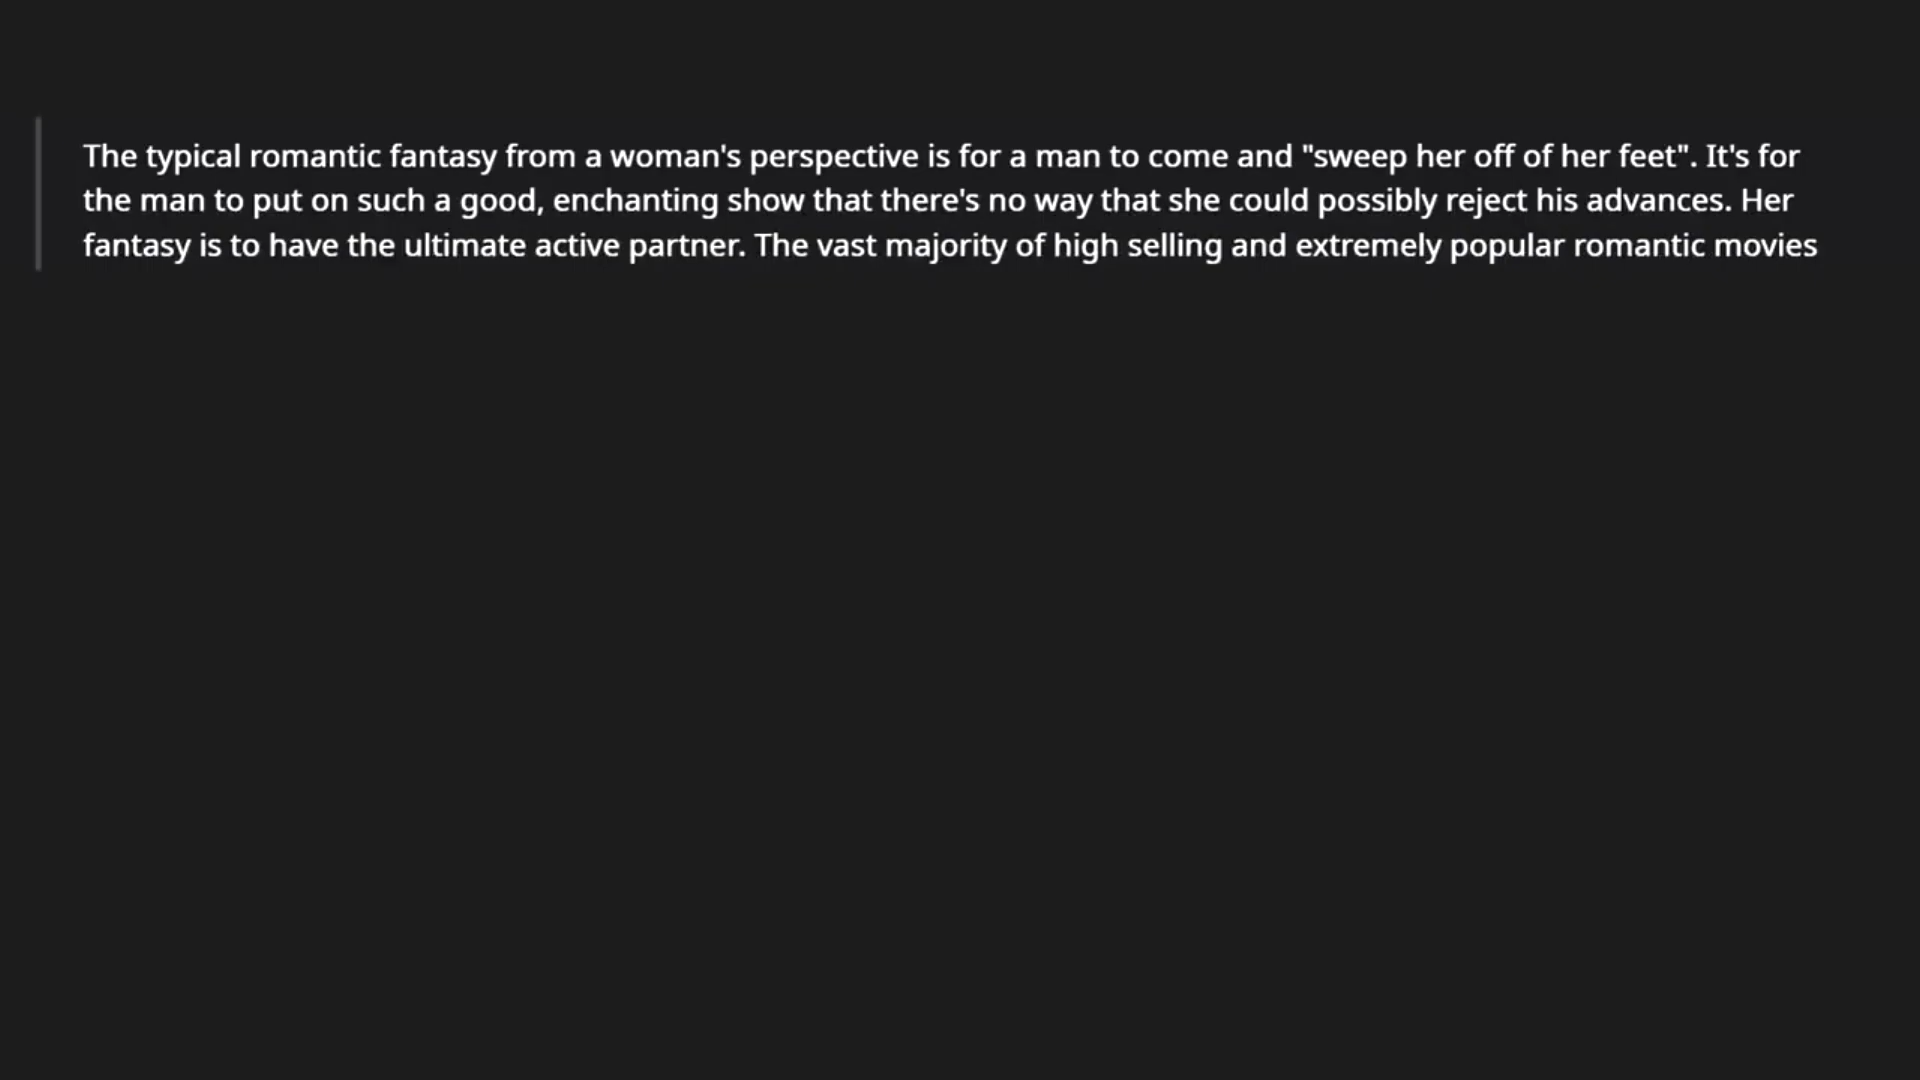 The typical romantic fantasy from a woman's perspective is for a man to come and "sweep her off of her feet". It's for
the man to put on such a good, enchanting show that there's no way that she could possibly reject his advances. Her
fantasy is to have the ultimate active partner. The vast majority of high selling and extremely popular romantic movies